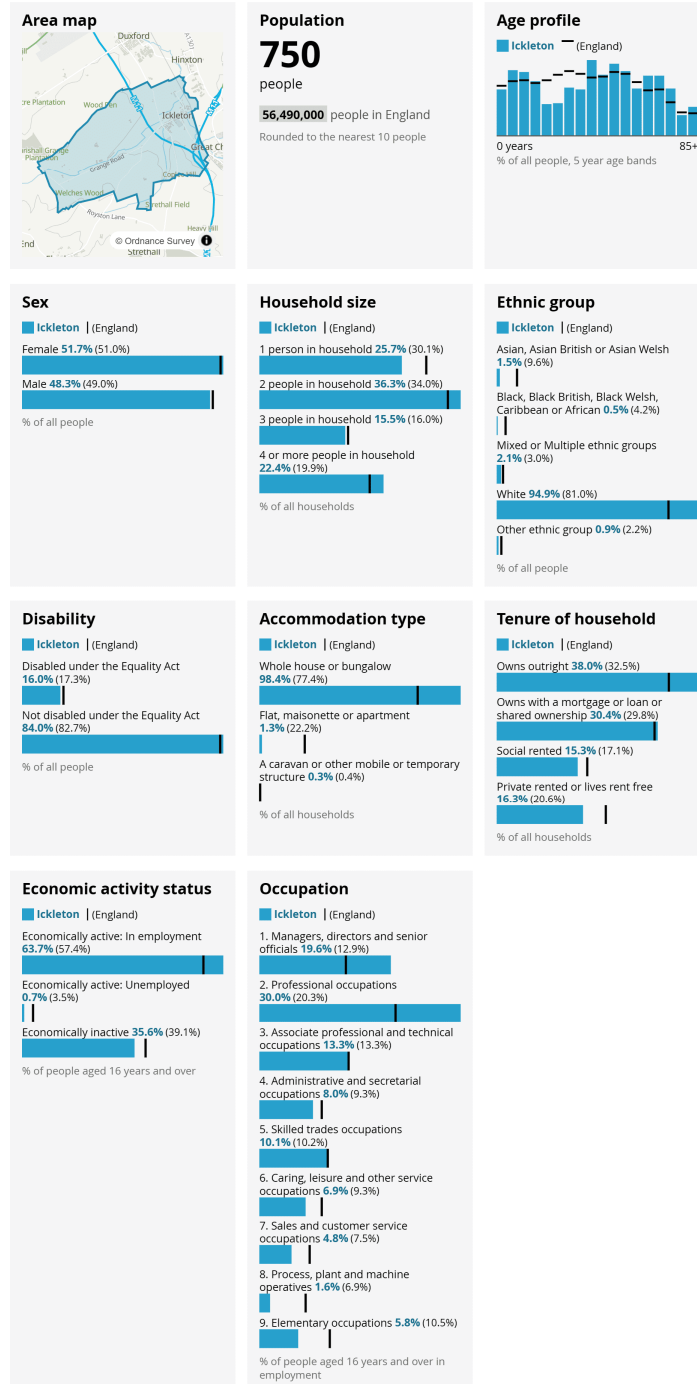 Area map
Duxford
A1301
Hinxton
Wood Den
Ickleton
Great Ch
Plantation
Grange Road
Coploe Hill
Welches Wood
Strethall Field
Royston Lane
Heavy Hill
End
© Ordnance Survey
Strethall
Population
750
people
56,490,000 people in England
Rounded to the nearest 10 people
Age profile
Ickleton (England)
0 years 85+
% of all people, 5 year age bands
Sex
Ickleton (England)
Female 51.7% (51.0%)
Male 48.3% (49.0%)
% of all people
Household size
Ickleton (England)
1 person in household 25.7% (30.1%)
2 people in household 36.3% (34.0%)
3 people in household 15.5% (16.0%)
4 or more people in household
22.4% (19.9%)
% of all households
Ethnic group
Ickleton (England)
Asian, Asian British or Asian Welsh
1.5% (9.6%)
Black, Black British, Black Welsh,
Caribbean or African 0.5% (4.2%)
Mixed or Multiple ethnic groups
2.1% (3.0%)
White 94.9% (81.0%)
Other ethnic group 0.9% (2.2%)
% of all people
Disability
Ickleton (England)
Disabled under the Equality Act
16.0% (17.3%)
Not disabled under the Equality Act
84.0% (82.7%)
% of all people
Accommodation type
Ickleton (England)
Whole house or bungalow
98.4% (77.4%)
Flat, maisonette or apartment
1.3% (22.2%)
A caravan or other mobile or temporary
structure 0.3% (0.4%)
% of all households
Tenure of household
Ickleton (England)
Owns outright 38.0% (32.5%)
Owns with a mortgage or loan or
shared ownership 30.4% (29.8%)
Social rented 15.3% (17.1%)
Private rented or lives rent free
16.3% (20.6%)
% of all households
Economic activity status
Ickleton (England)
Economically active: In employment
63.7% (57.4%)
Economically active: Unemployed
0.7% (3.5%)
Economically inactive 35.6% (39.1%)
% of people aged 16 years and over
Occupation
Ickleton (England)
1. Managers, directors and senior
officials 19.6% (12.9%)
2. Professional occupations
30.0% (20.3%)
3. Associate professional and technical
occupations 13.3% (13.3%)
4. Administrative and secretarial
occupations 8.0% (9.3%)
5. Skilled trades occupations
10.1% (10.2%)
6. Caring, leisure and other service
occupations 6.9% (9.3%)
7. Sales and customer service
occupations 4.8% (7.5%)
8. Process, plant and machine
operatives 1.6% (6.9%)
9. Elementary occupations 5.8% (10.5%)
% of people aged 16 years and over in
employment